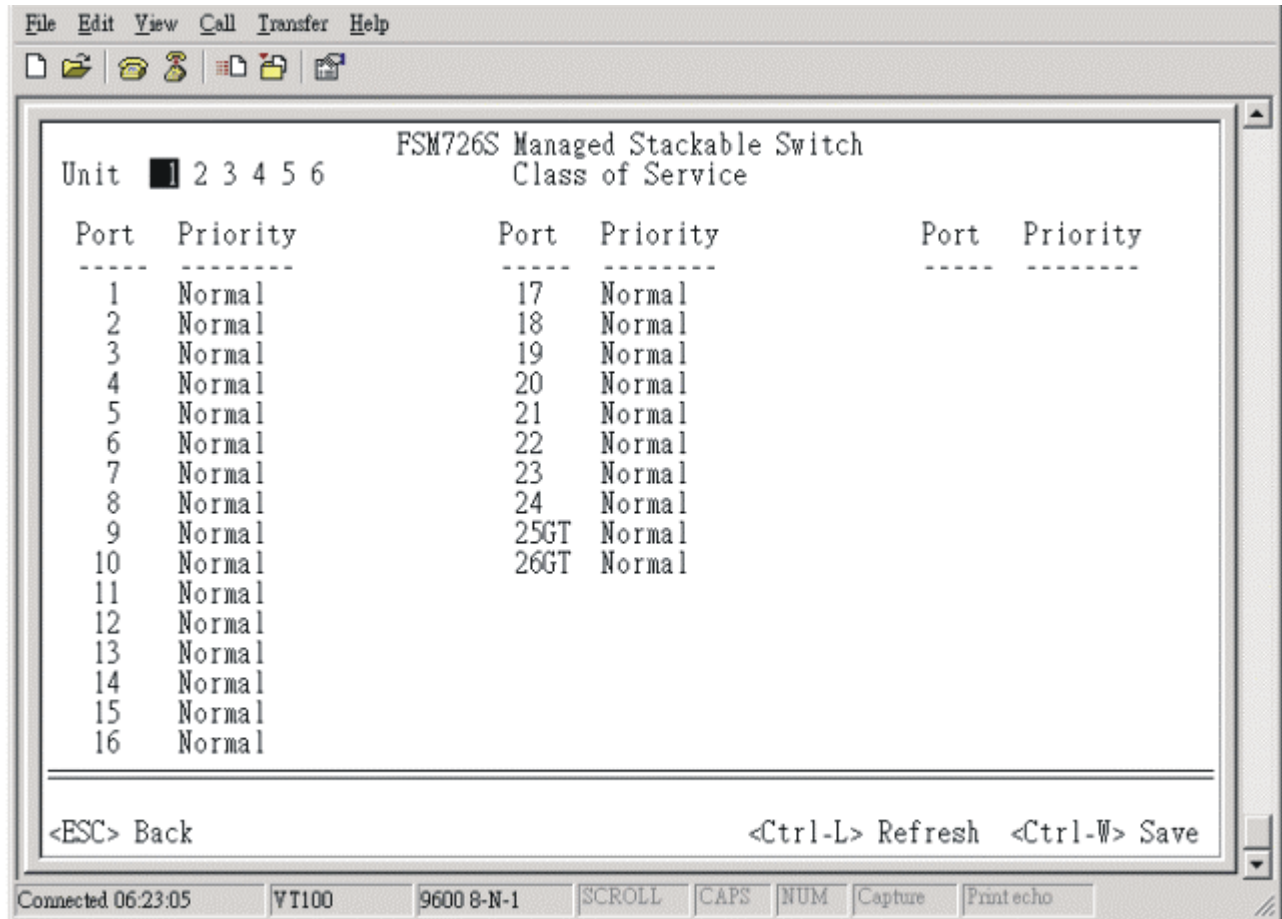 File Edit View Call Transfer Help
FSM726S Managed Stackable Switch
Unit 1 2 3 4 5 6 Class of Service
Port Priority Port Priority Port Priority
----- -------- ----- -------- ----- --------
1 Normal 17 Normal
2 Normal 18 Normal
3 Normal 19 Normal
4 Normal 20 Normal
5 Normal 21 Normal
6 Normal 22 Normal
7 Normal 23 Normal
8 Normal 24 Normal
9 Normal 25GT Normal
10 Normal 26GT Normal
11 Normal
12 Normal
13 Normal
14 Normal
15 Normal
16 Normal
<ESC> Back <Ctrl-L> Refresh <Ctrl-W> Save
Connected 06:23:05 VT100 9600 8-N-1 SCROLL CAPS NUM Capture Print echo